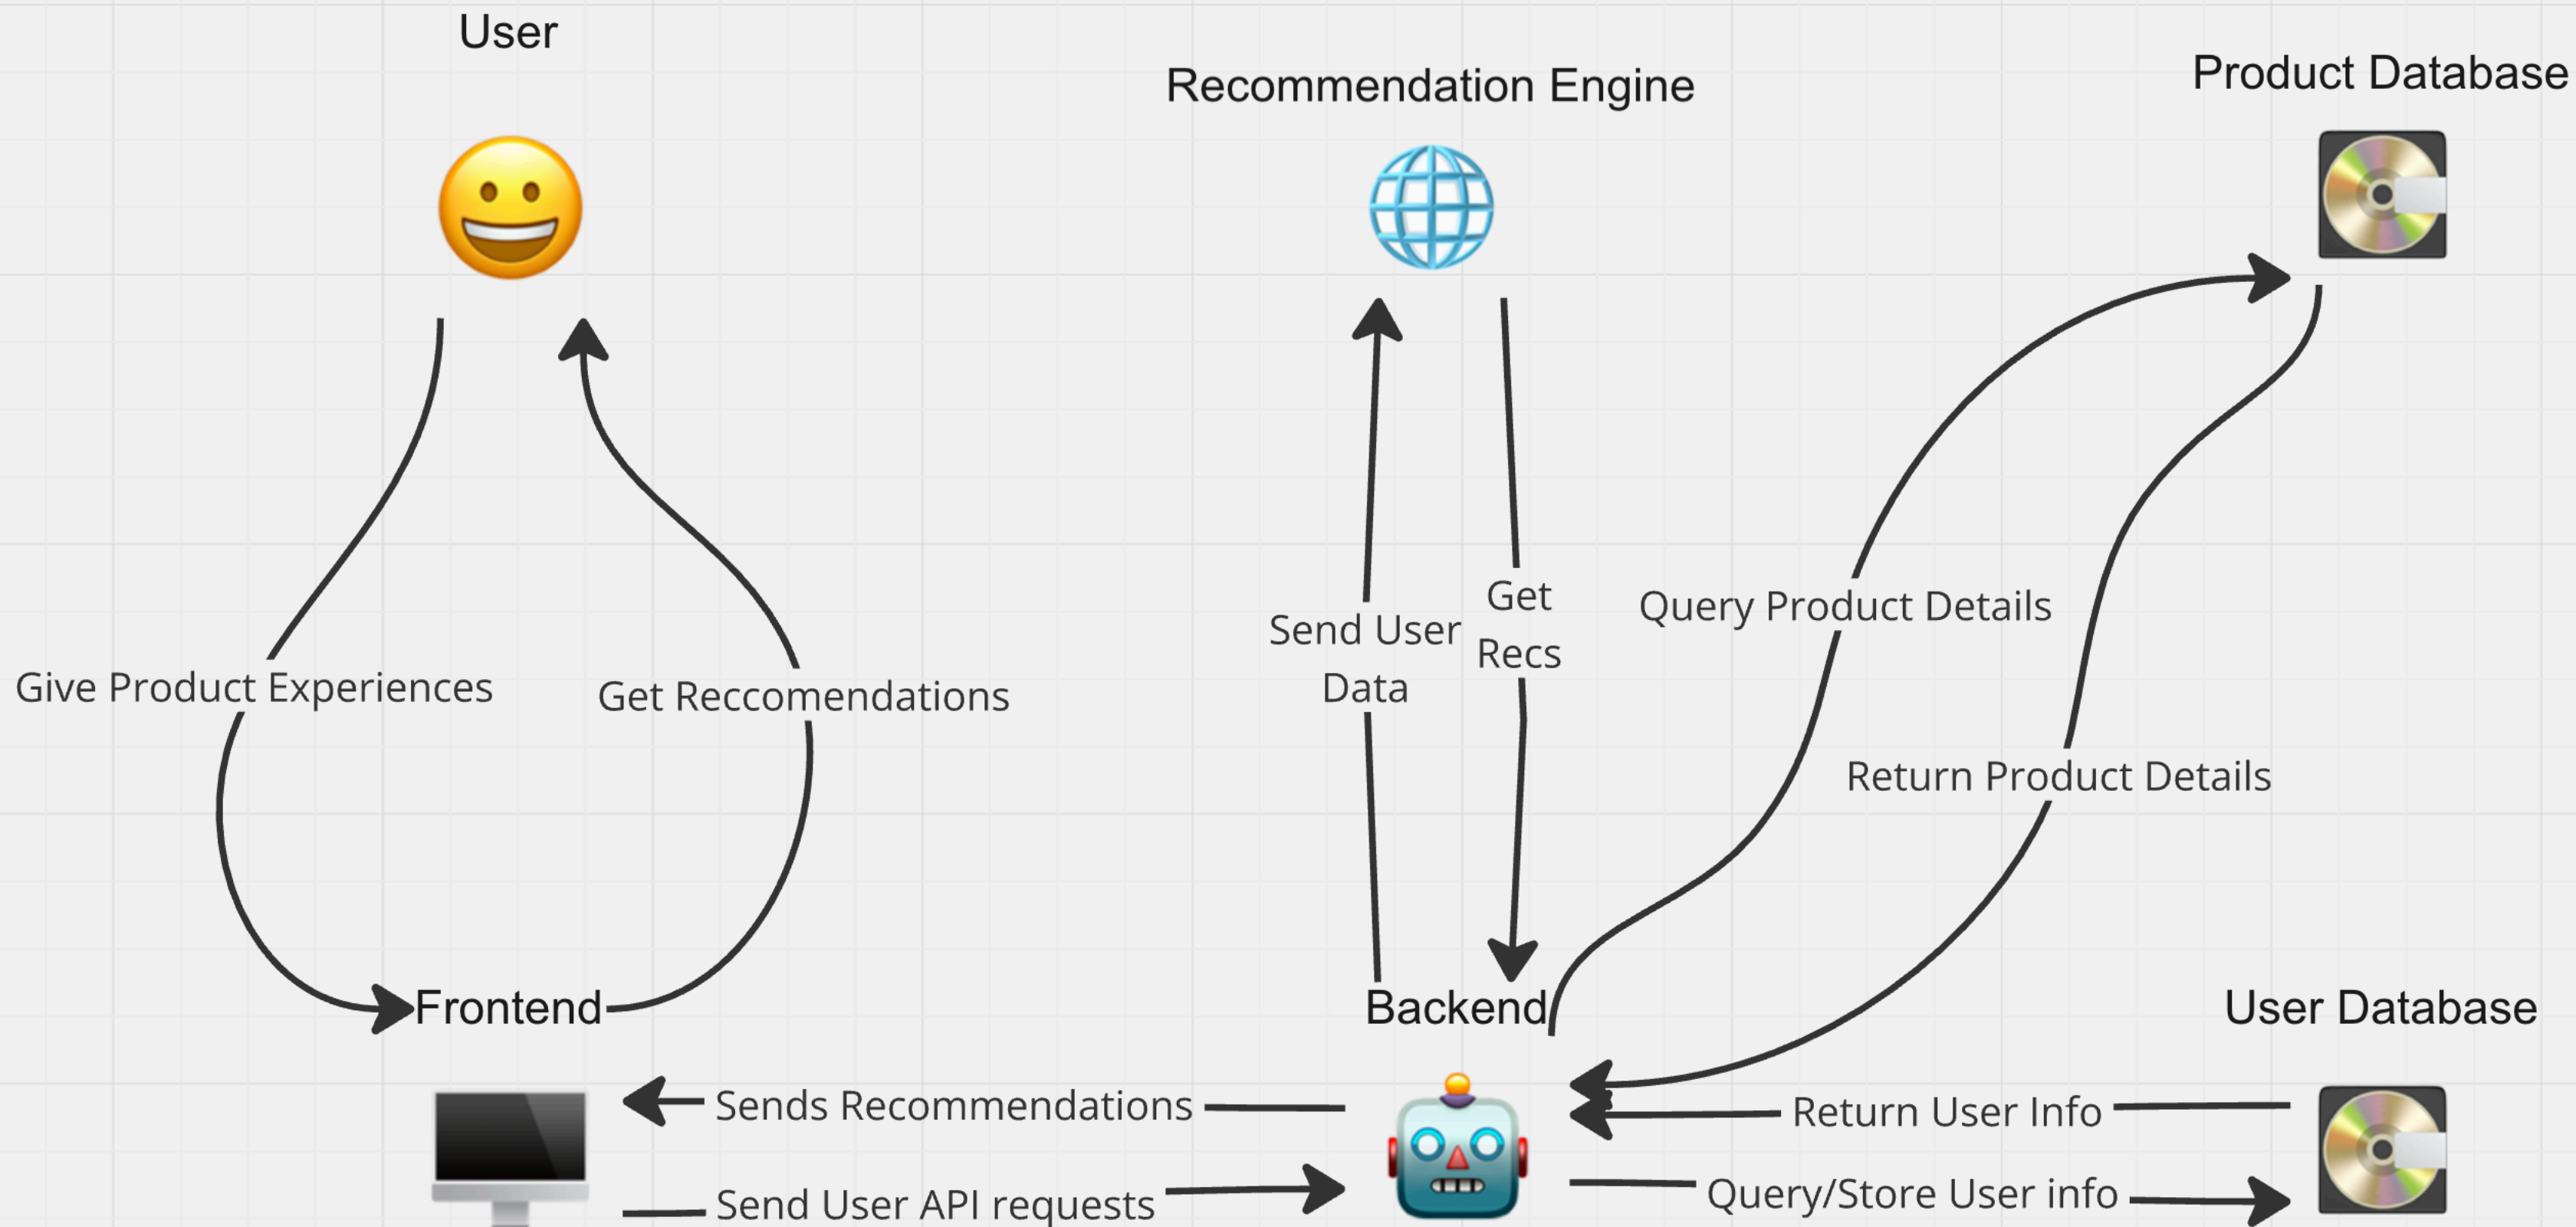 User
Recommendation Engine
Product Database
Get
Recs
Query Product Details
Send User
Data
Give Product Experiences
Get Reccomendations
Return Product Details
Frontend
Backend
User Database
Sends Recommendations
Return User Info
Send User API requests
Query/Store User info